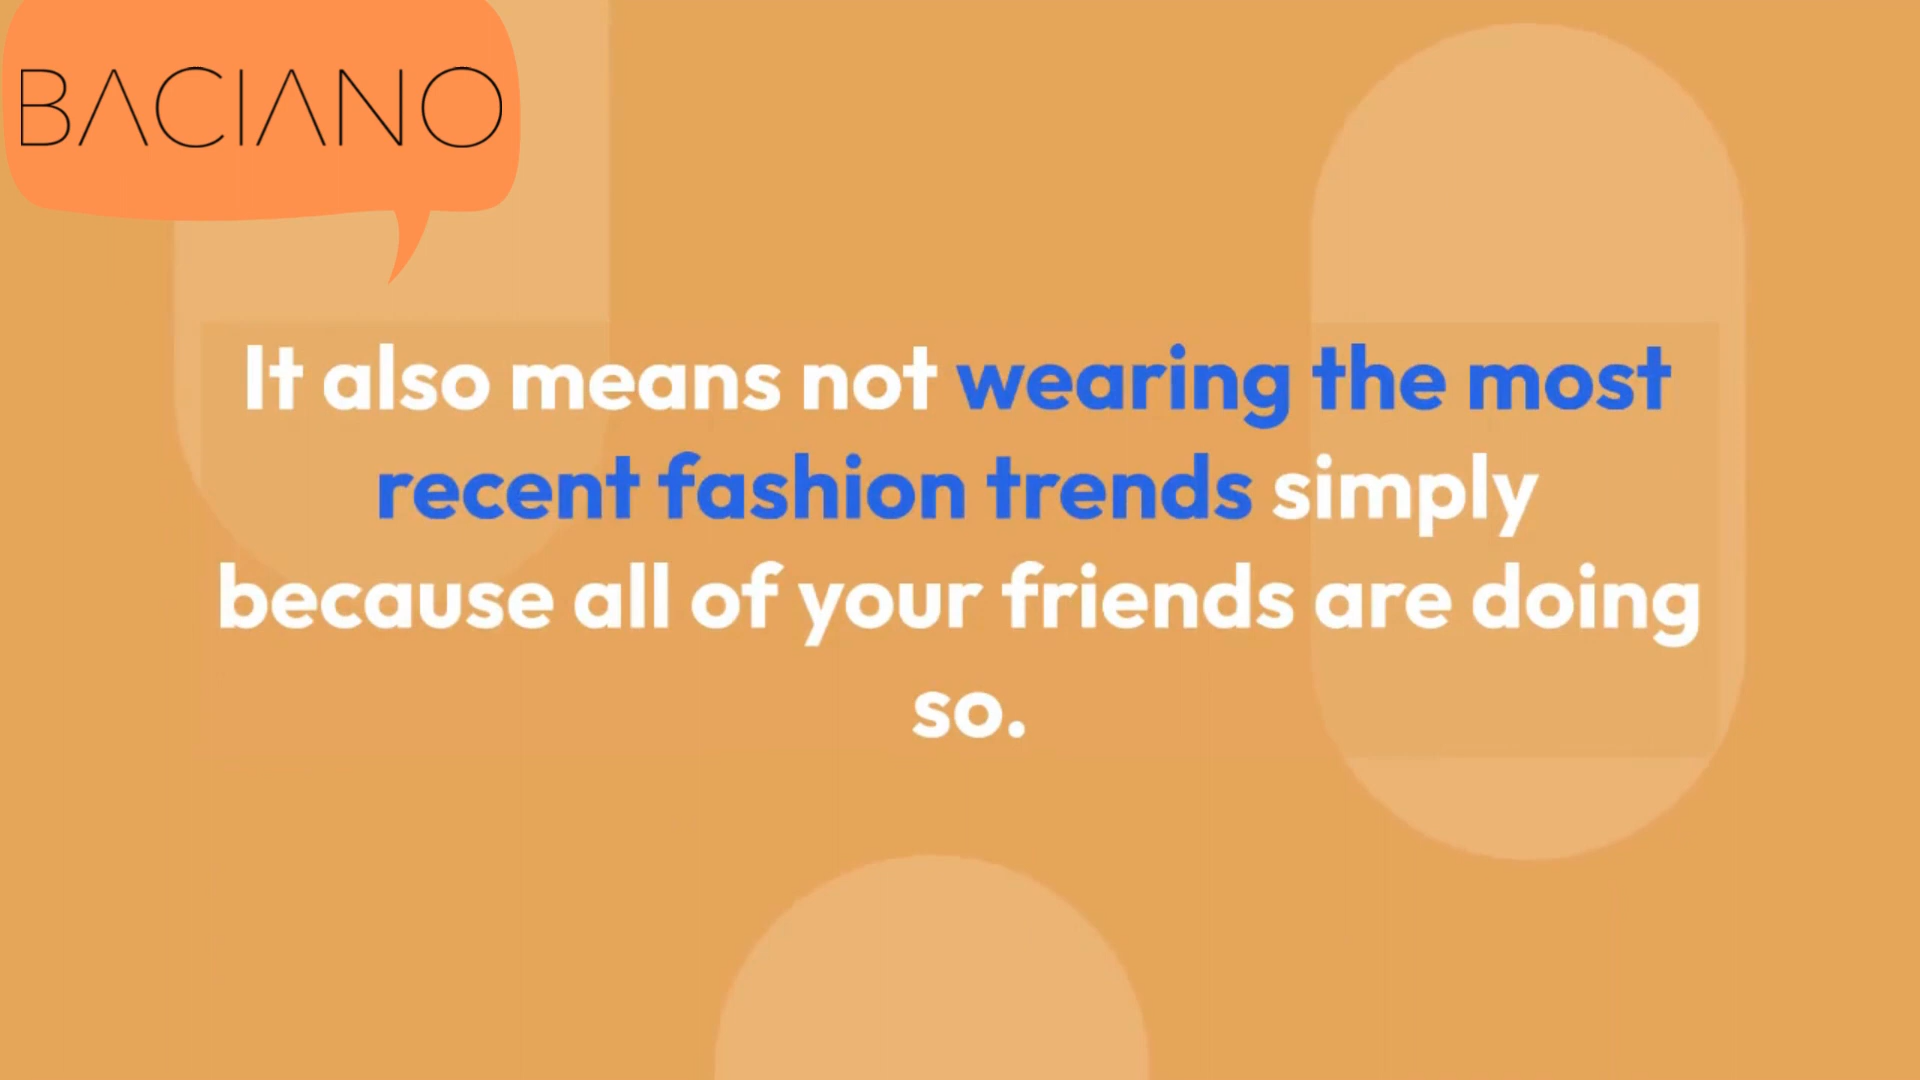 BACIANO
It also means not wearing the most
recent fashion trends simply
because all of your friends are doing
so.